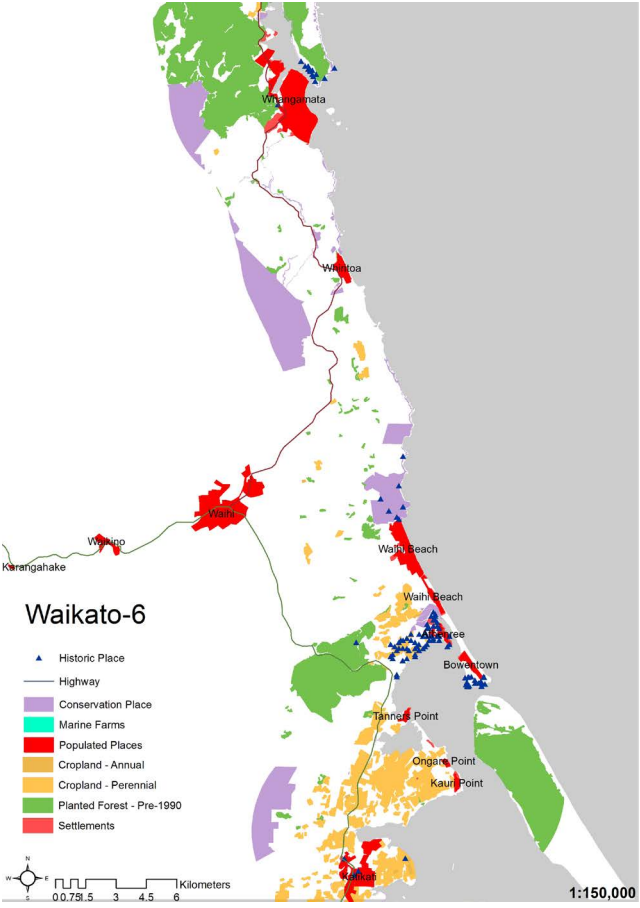 Whangamata
Whiritoa
Waihi
Waikino
Karangahake
Waihi Beach
Waihi Beach
Athenree
Bowentown
Tanners Point
Ongare Point
Kauri Point
Katikati
Waikato-6
Historic Place
Highway
Conservation Place
Marine Farms
Populated Places
Cropland - Annual
Cropland - Perennial
Planted Forest - Pre-1990
Settlements
N
W E
S
Kilometers
0 0.75 1.5 3 4.5 6
1:150,000